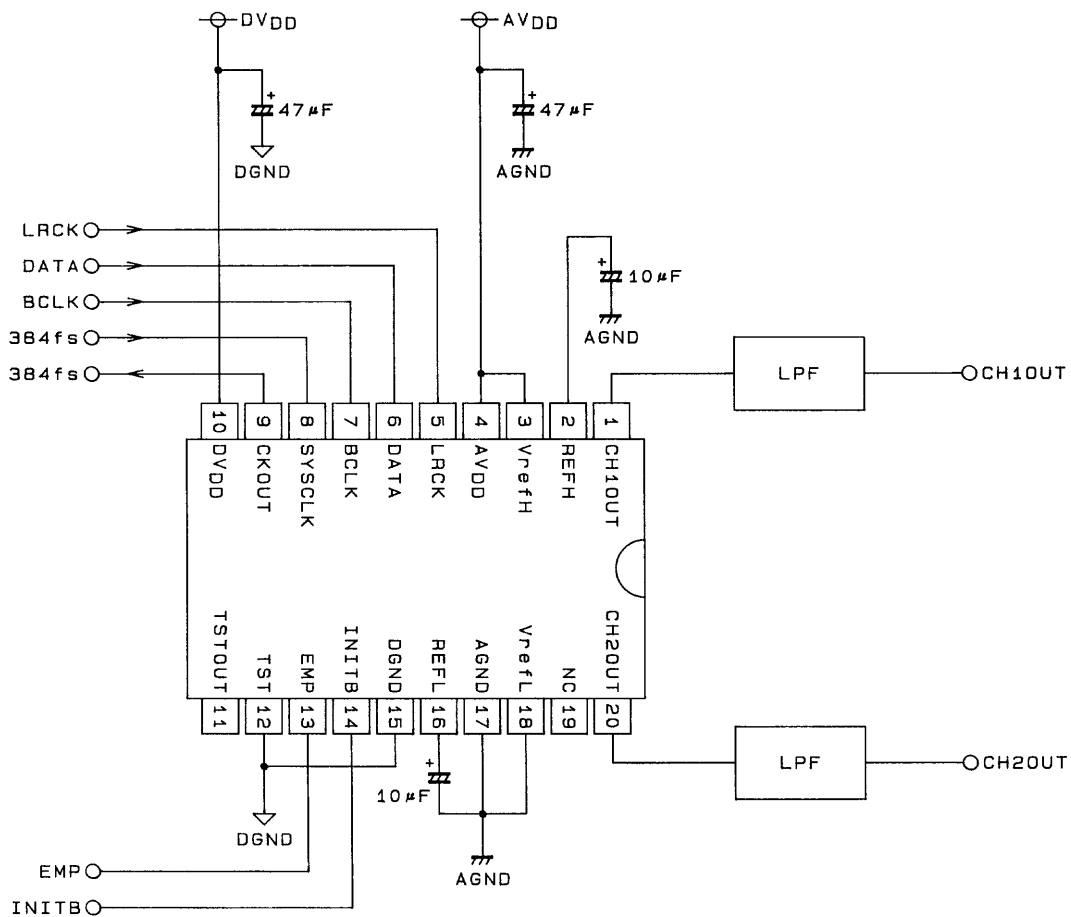 DVDD
AVDD
+
47μF
+
47μF
DGND
AGND
LRCK
DATA
BCLK
384fs
384fs
+
10μF
AGND
LPF
CH1OUT
10
9
8
7
6
5
4
3
2
1
DVDD
CKOUT
SYSCLK
BCLK
DATA
LRCK
AVDD
VrefH
REFH
CH1OUT
TSTOUT
TST
EMP
INITB
DGND
REFL
AGND
VrefL
NC
CH2OUT
11
12
13
14
15
16
17
18
19
20
+
10μF
LPF
CH2OUT
DGND
AGND
EMP
INITB